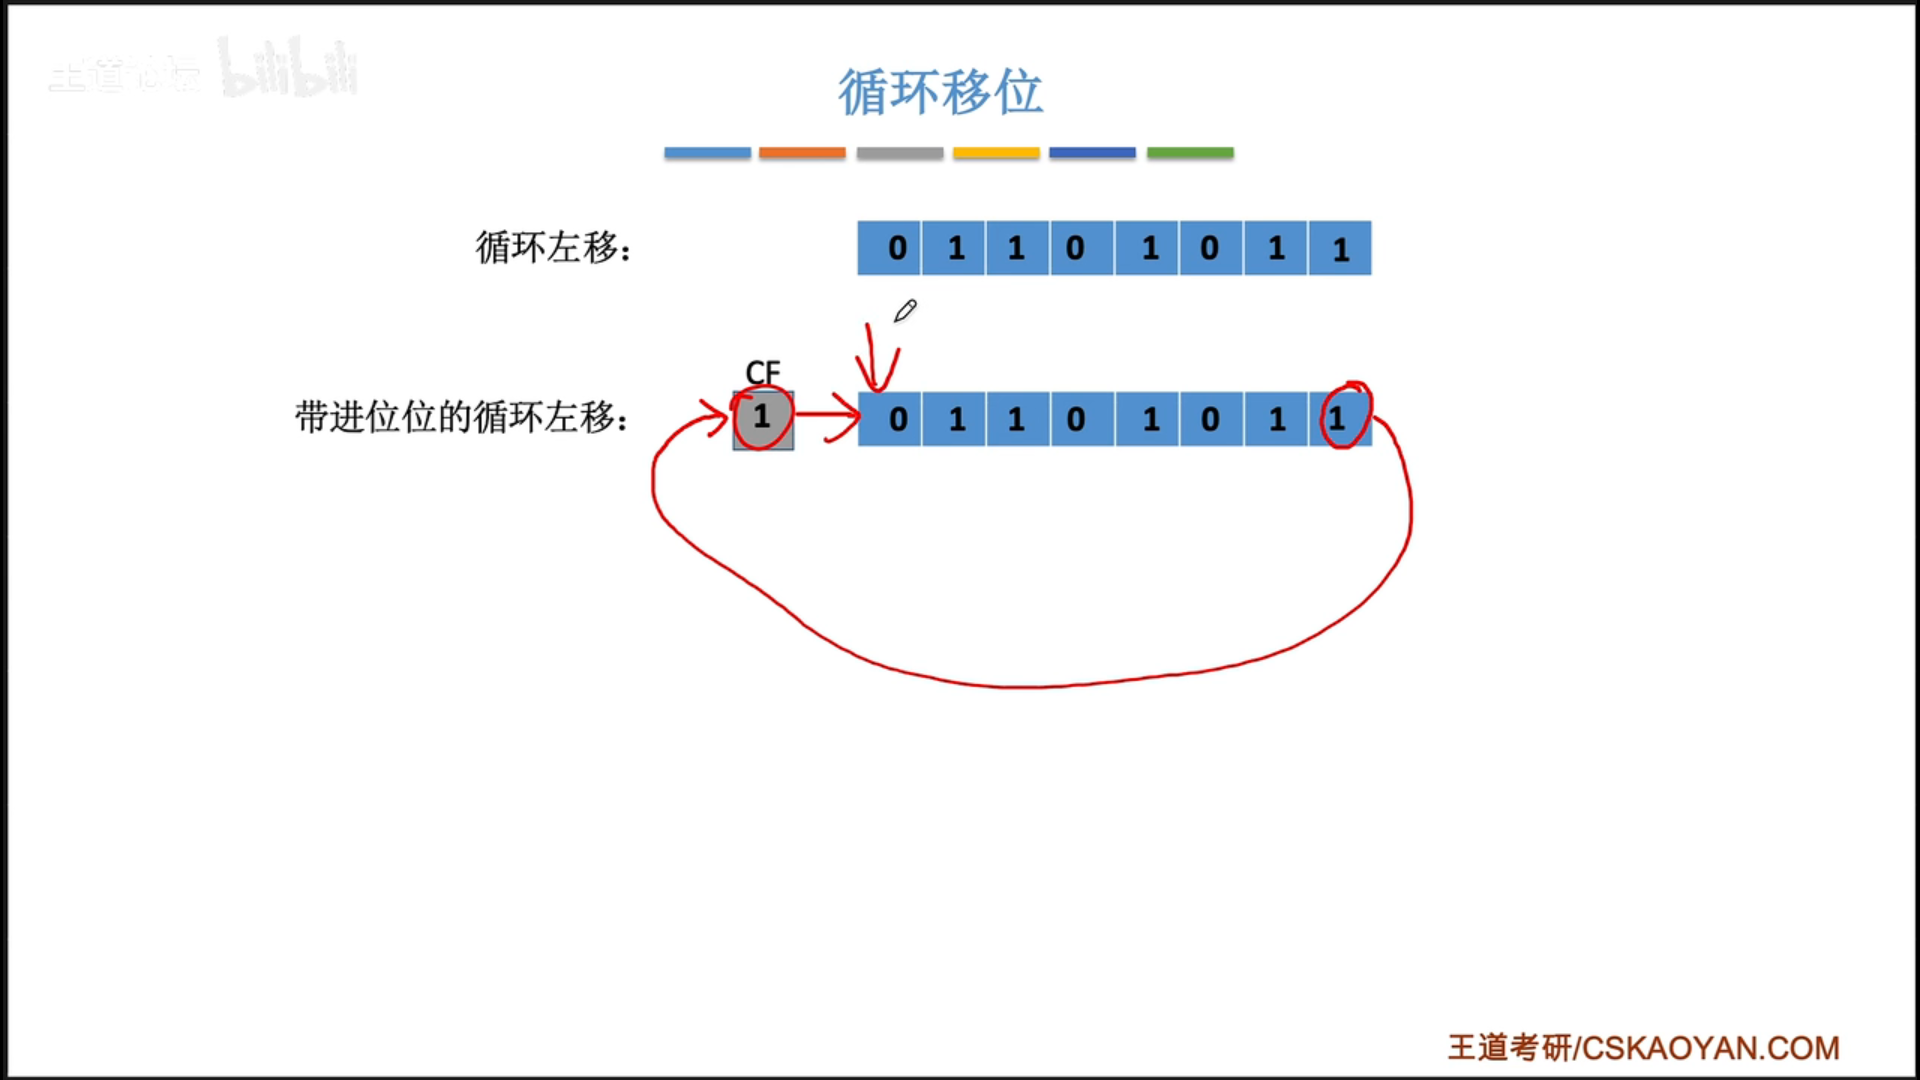 王道论坛 bilibili
循环移位
循环左移： 0 1 1 0 1 0 1 1
CF
带进位位的循环左移： 1 0 1 1 0 1 0 1 1
王道考研/CSKAOYAN.COM